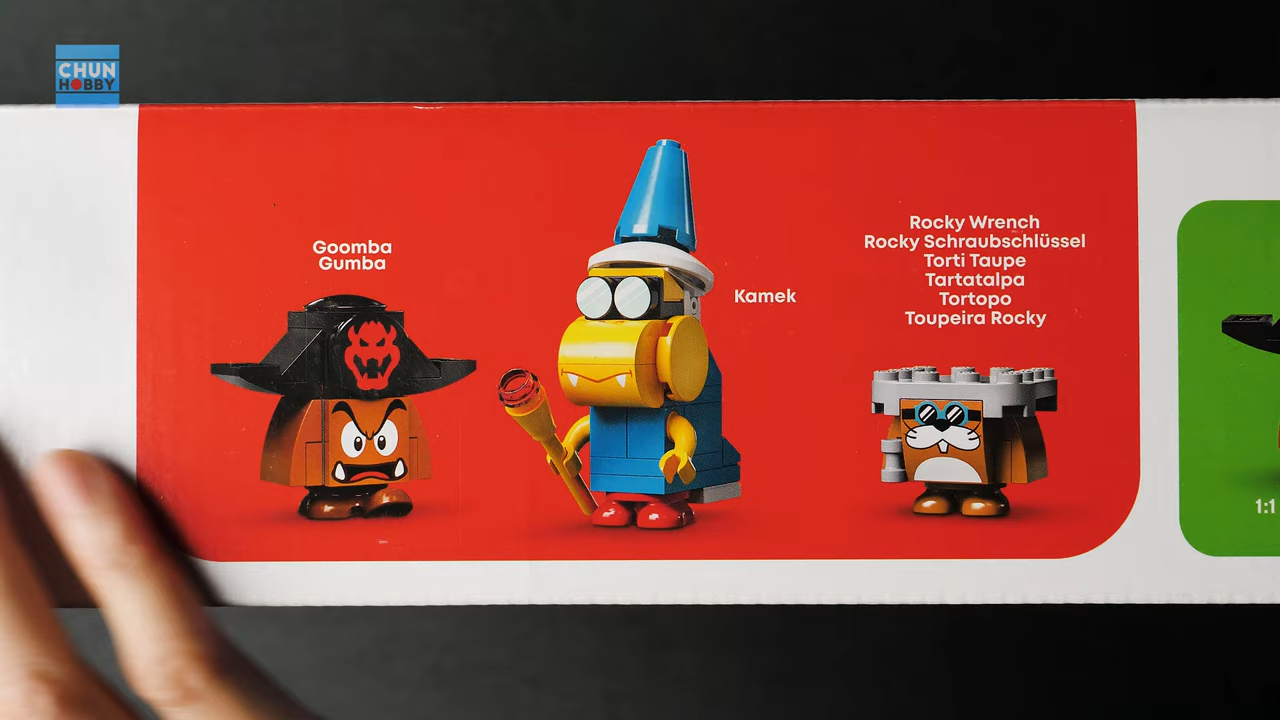 CHUN
HOBBY
Goomba
Gumba
Kamek
Rocky Wrench
Rocky Schraubschlüssel
Torti Taupe
Tartatalpa
Tortopo
Toupeira Rocky
1:1